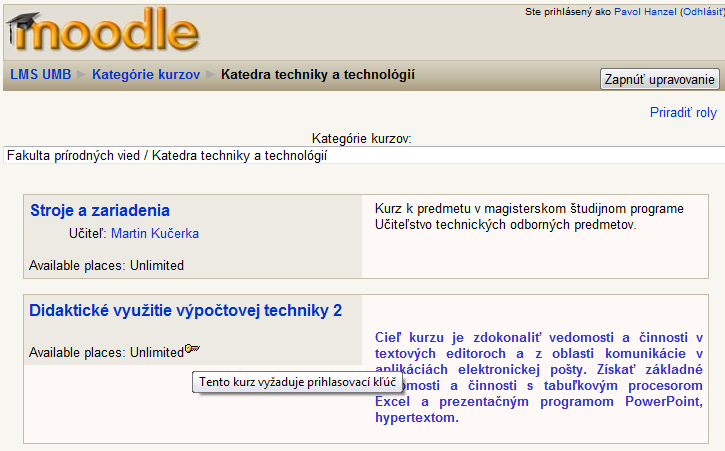 moodle
Ste prihlásený ako Pavol Hanzel (Odhlásiť)
LMS UMB ► Kategórie kurzov ► Katedra techniky a technológií
Zapnúť upravovanie
Priradiť roly
Kategórie kurzov:
Fakulta prírodných vied / Katedra techniky a technológií
Stroje a zariadenia
Učiteľ: Martin Kučerka
Available places: Unlimited
Kurz k predmetu v magisterskom študijnom programe
Učiteľstvo technických odborných predmetov.
Didaktické využitie výpočtovej techniky 2
Available places: Unlimited
Tento kurz vyžaduje prihlasovací kľúč
Cieľ kurzu je zdokonaliť vedomosti a činnosti v
textových editoroch a z oblasti komunikácie v
aplikáciách elektronickej pošty. Získať základné
vedomosti a činnosti s tabuľkovým procesorom
Excel a prezentačným programom PowerPoint,
hypertextom.